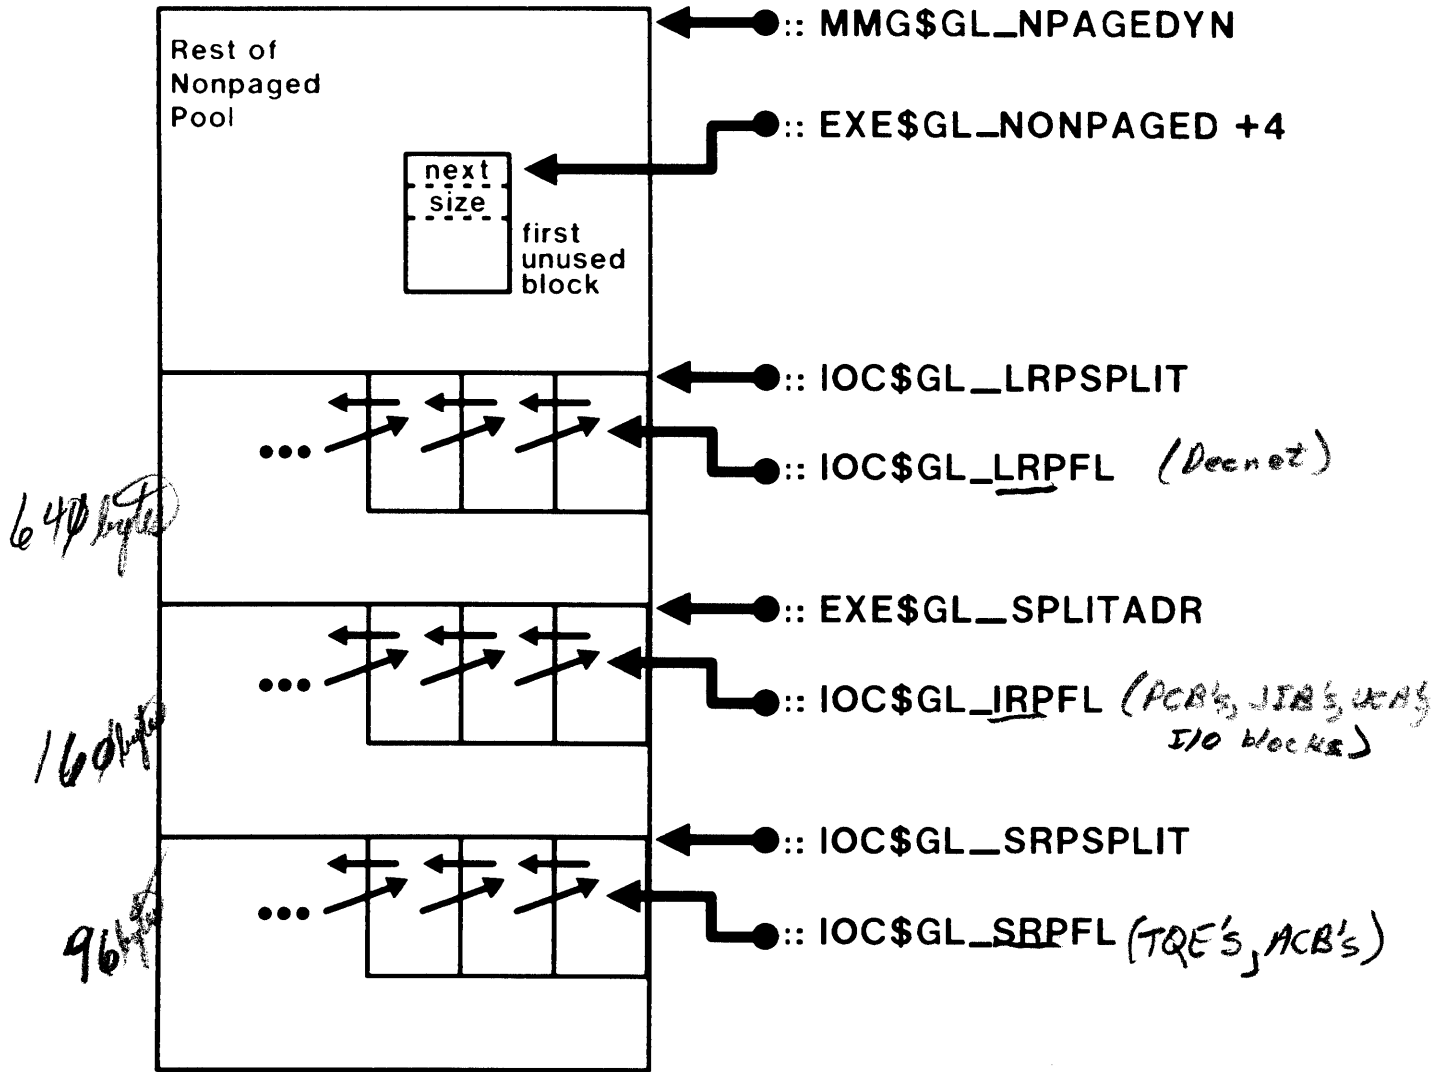 :: MMG$GL_NPAGEDYN
Rest of
Nonpaged
Pool
:: EXE$GL_NONPAGED +4
next
size
first
unused
block
:: IOC$GL_LRPSPLIT
:: IOC$GL_LRPFL (Decnet)
640 bytes
:: EXE$GL_SPLITADR
:: IOC$GL_IRPFL (PCB's, JIB's, UCB's,
I/O blocks)
160 bytes
:: IOC$GL_SRPSPLIT
:: IOC$GL_SRPFL (TQE's, ACB's)
96 bytes